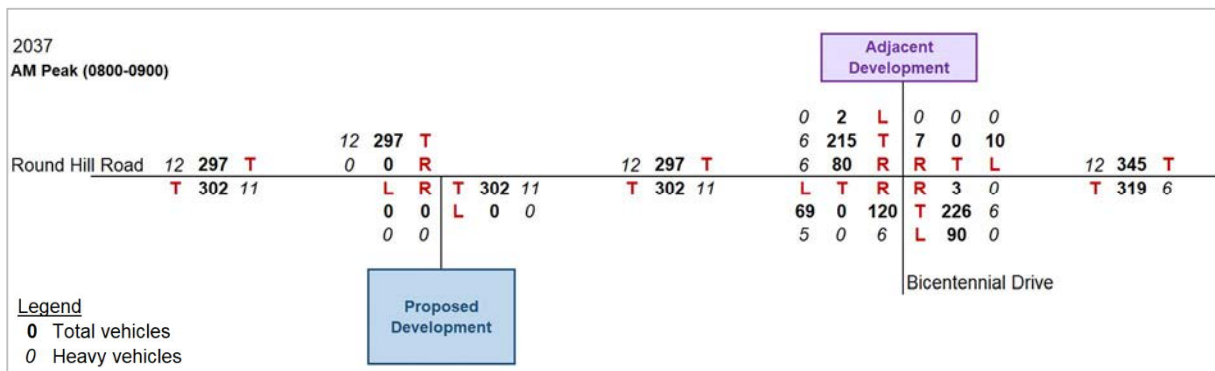 2037
AM Peak (0800-0900)
Adjacent
Development
0 2 L 0 0 0
12 297 T 6 215 T 7 0 10
Round Hill Road 12 297 T 0 0 R 12 297 T 6 80 R R T L 12 345 T
T 302 11 L R T 302 11 T 302 11 L T R R 3 0 T 319 6
0 0 L 0 0 69 0 120 T 226 6
0 0 5 0 6 L 90 0
Bicentennial Drive
Proposed
Development
Legend
0 Total vehicles
0 Heavy vehicles